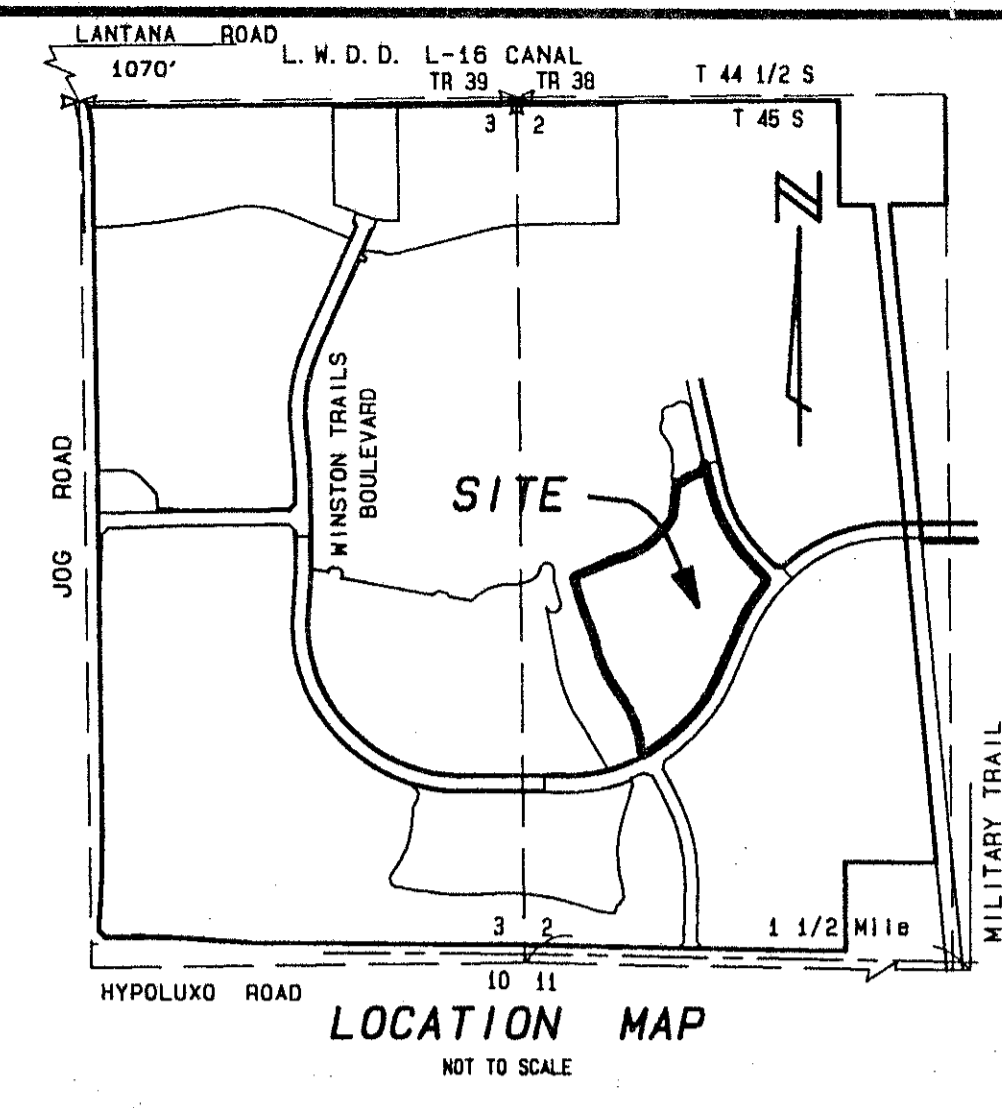 LANTANA ROAD
1070'
L. W. D. D. L-16 CANAL
TR 39 TR 38
T 44 1/2 S
T 45 S
3 2
N
WINSTON TRAILS
BOULEVARD
JOG ROAD
SITE
MILITARY TRAIL
3 2
1 1/2 Mile
10 11
HYPOLUXO ROAD
LOCATION MAP
NOT TO SCALE